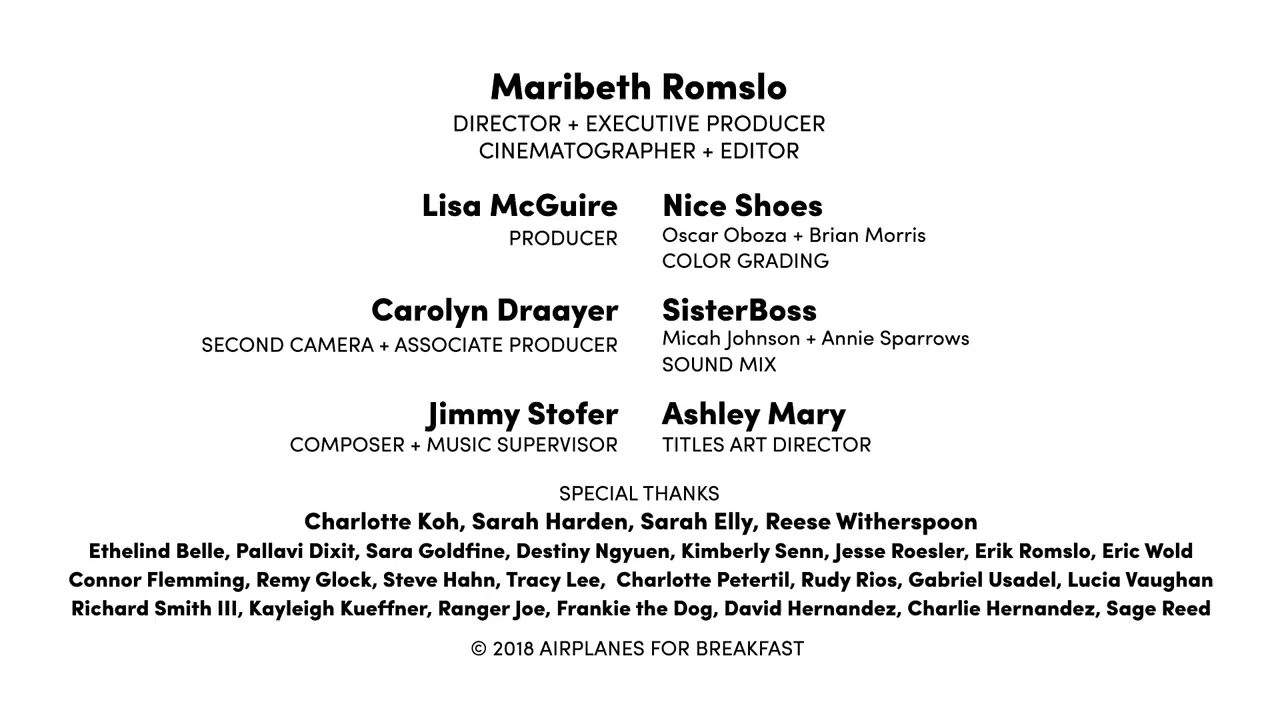 Maribeth Romslo
DIRECTOR + EXECUTIVE PRODUCER
CINEMATOGRAPHER + EDITOR
Lisa McGuire
PRODUCER
Nice Shoes
Oscar Oboza + Brian Morris
COLOR GRADING
Carolyn Draayer
SECOND CAMERA + ASSOCIATE PRODUCER
SisterBoss
Micah Johnson + Annie Sparrows
SOUND MIX
Jimmy Stofer
COMPOSER + MUSIC SUPERVISOR
Ashley Mary
TITLES ART DIRECTOR
SPECIAL THANKS
Charlotte Koh, Sarah Harden, Sarah Elly, Reese Witherspoon
Ethelind Belle, Pallavi Dixit, Sara Goldfine, Destiny Ngyuen, Kimberly Senn, Jesse Roesler, Erik Romslo, Eric Wold
Connor Flemming, Remy Glock, Steve Hahn, Tracy Lee, Charlotte Petertil, Rudy Rios, Gabriel Usadel, Lucia Vaughan
Richard Smith III, Kayleigh Kueffner, Ranger Joe, Frankie the Dog, David Hernandez, Charlie Hernandez, Sage Reed
© 2018 AIRPLANES FOR BREAKFAST